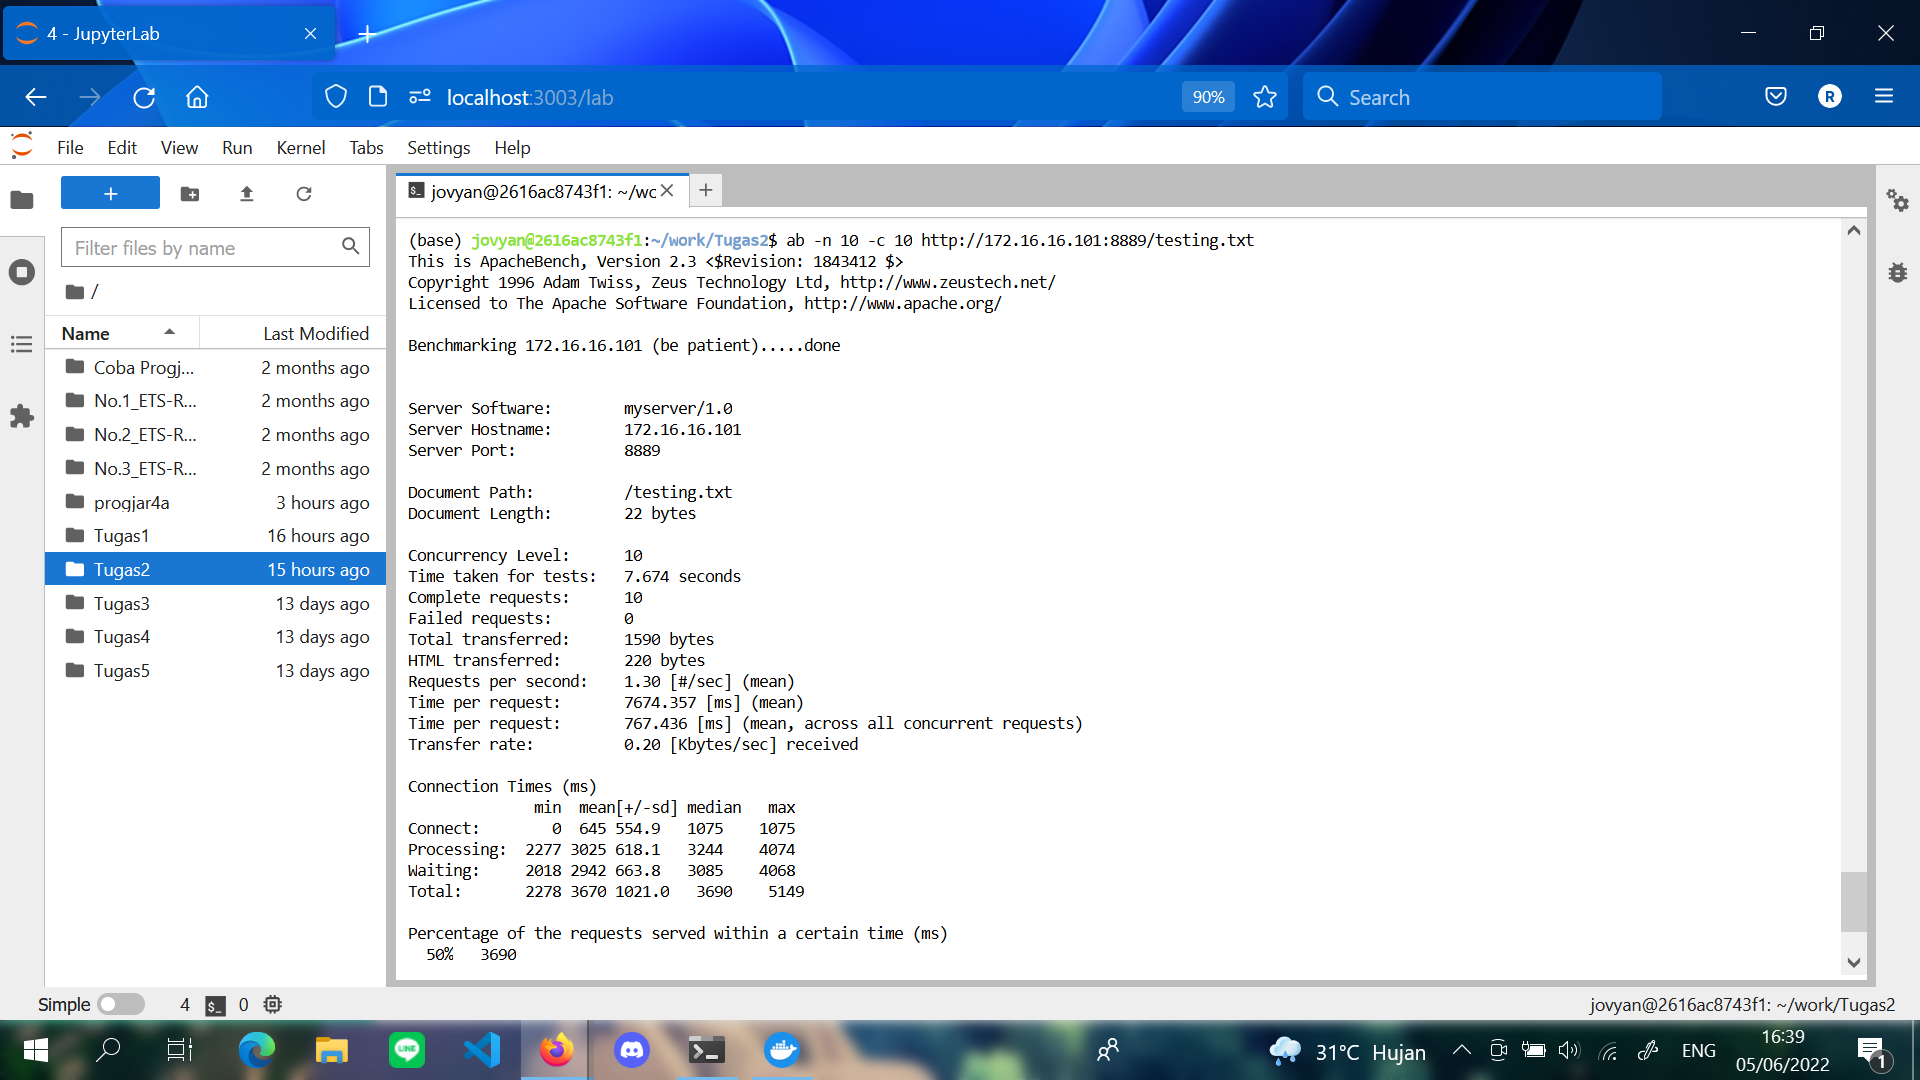 4 - JupyterLab
localhost:3003/lab
90%
Search
R
File Edit View Run Kernel Tabs Settings Help
Filter files by name
/
Name Last Modified
Coba Progj... 2 months ago
No.1_ETS-R... 2 months ago
No.2_ETS-R... 2 months ago
No.3_ETS-R... 2 months ago
progjar4a 3 hours ago
Tugas1 16 hours ago
Tugas2 15 hours ago
Tugas3 13 days ago
Tugas4 13 days ago
Tugas5 13 days ago
jovyan@2616ac8743f1: ~/wc
(base) jovyan@2616ac8743f1:~/work/Tugas2$ ab -n 10 -c 10 http://172.16.16.101:8889/testing.txt
This is ApacheBench, Version 2.3 <$Revision: 1843412 $>
Copyright 1996 Adam Twiss, Zeus Technology Ltd, http://www.zeustech.net/
Licensed to The Apache Software Foundation, http://www.apache.org/
Benchmarking 172.16.16.101 (be patient).....done
Server Software: myserver/1.0
Server Hostname: 172.16.16.101
Server Port: 8889
Document Path: /testing.txt
Document Length: 22 bytes
Concurrency Level: 10
Time taken for tests: 7.674 seconds
Complete requests: 10
Failed requests: 0
Total transferred: 1590 bytes
HTML transferred: 220 bytes
Requests per second: 1.30 [#/sec] (mean)
Time per request: 7674.357 [ms] (mean)
Time per request: 767.436 [ms] (mean, across all concurrent requests)
Transfer rate: 0.20 [Kbytes/sec] received
Connection Times (ms)
min mean[+/-sd] median max
Connect: 0 645 554.9 1075 1075
Processing: 2277 3025 618.1 3244 4074
Waiting: 2018 2942 663.8 3085 4068
Total: 2278 3670 1021.0 3690 5149
Percentage of the requests served within a certain time (ms)
50% 3690
Simple 4 $_ 0
jovyan@2616ac8743f1: ~/work/Tugas2
LINE
31°C Hujan
ENG
16:39
05/06/2022
1